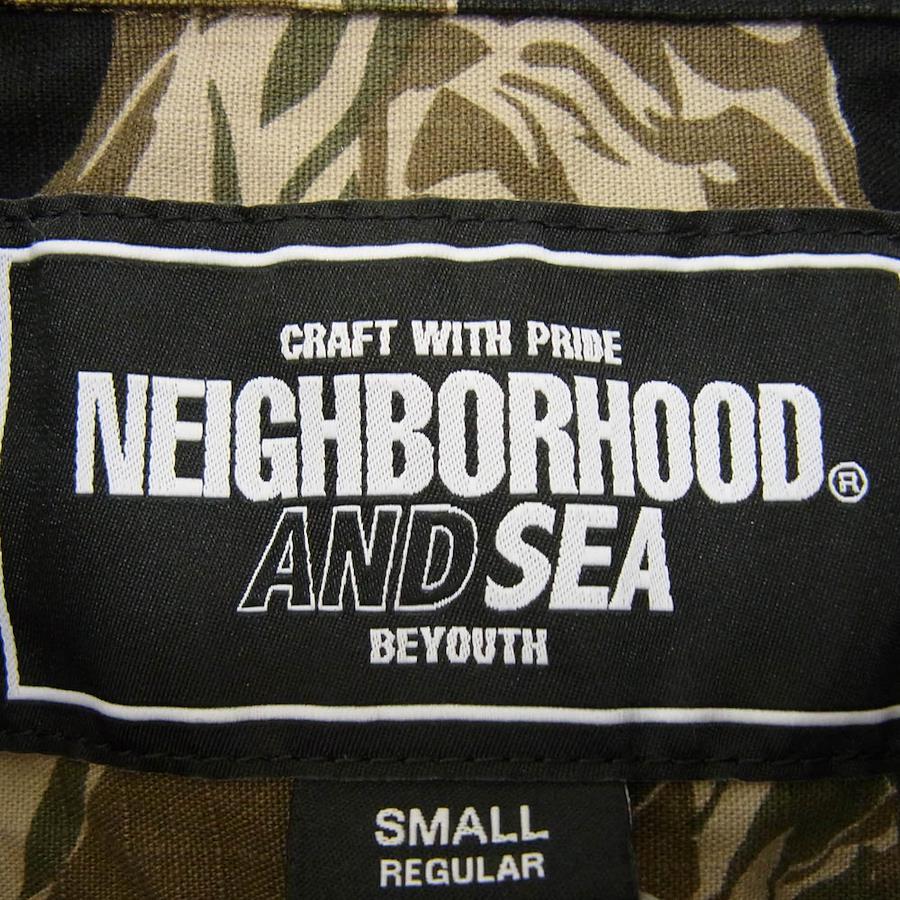 CRAFT WITH PRIDE
NEIGHBORHOOD®
AND SEA
BEYOUTH
SMALL
REGULAR